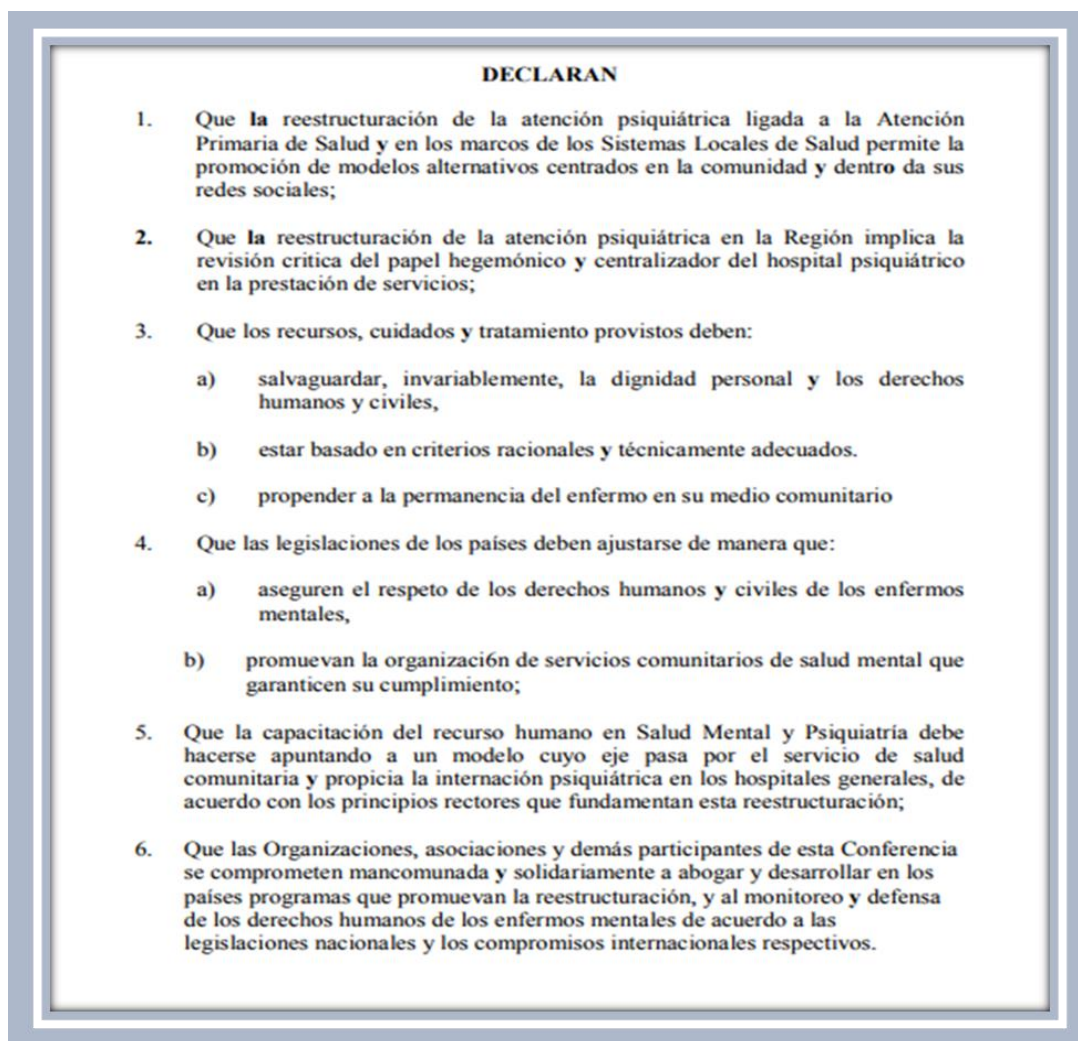 DECLARAN
1. Que la reestructuración de la atención psiquiátrica ligada a la Atención
Primaria de Salud y en los marcos de los Sistemas Locales de Salud permite la
promoción de modelos alternativos centrados en la comunidad y dentro da sus
redes sociales;
2. Que la reestructuración de la atención psiquiátrica en la Región implica la
revisión critica del papel hegemónico y centralizador del hospital psiquiátrico
en la prestación de servicios;
3. Que los recursos, cuidados y tratamiento provistos deben:
a) salvaguardar, invariablemente, la dignidad personal y los derechos
humanos y civiles,
b) estar basado en criterios racionales y técnicamente adecuados.
c) propender a la permanencia del enfermo en su medio comunitario
4. Que las legislaciones de los países deben ajustarse de manera que:
a) aseguren el respeto de los derechos humanos y civiles de los enfermos
mentales,
b) promuevan la organizaci6n de servicios comunitarios de salud mental que
garanticen su cumplimiento;
5. Que la capacitación del recurso humano en Salud Mental y Psiquiatría debe
hacerse apuntando a un modelo cuyo eje pasa por el servicio de salud
comunitaria y propicia la internación psiquiátrica en los hospitales generales, de
acuerdo con los principios rectores que fundamentan esta reestructuración;
6. Que las Organizaciones, asociaciones y demás participantes de esta Conferencia
se comprometen mancomunada y solidariamente a abogar y desarrollar en los
países programas que promuevan la reestructuración, y al monitoreo y defensa
de los derechos humanos de los enfermos mentales de acuerdo a las
legislaciones nacionales y los compromisos internacionales respectivos.